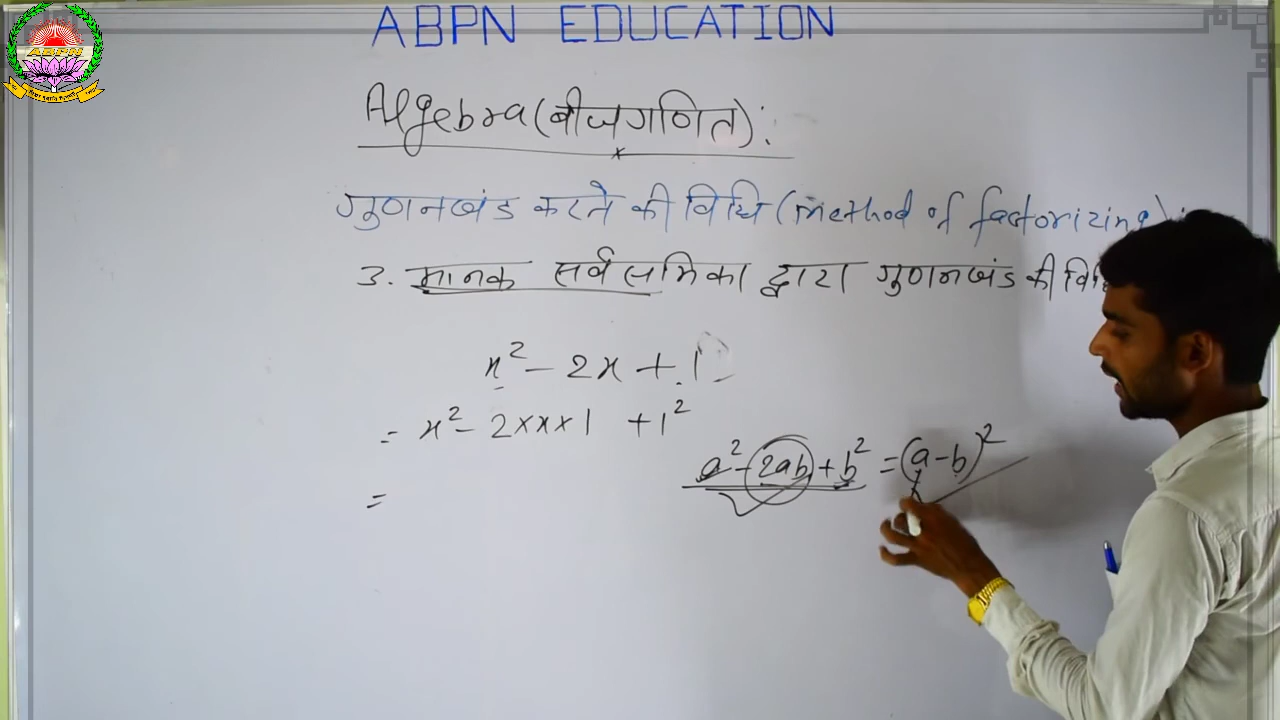 ABPN EDUCATION
ABPN
Algebra (बीजगणित):
गुणनखंड करने की विधि (method of factorizing)
3. मानक सर्वसमिका द्वारा गुणनखंड की
x² - 2x + 1
= x² - 2×x×1 + 1²
a² - 2ab + b² = (a-b)²
=